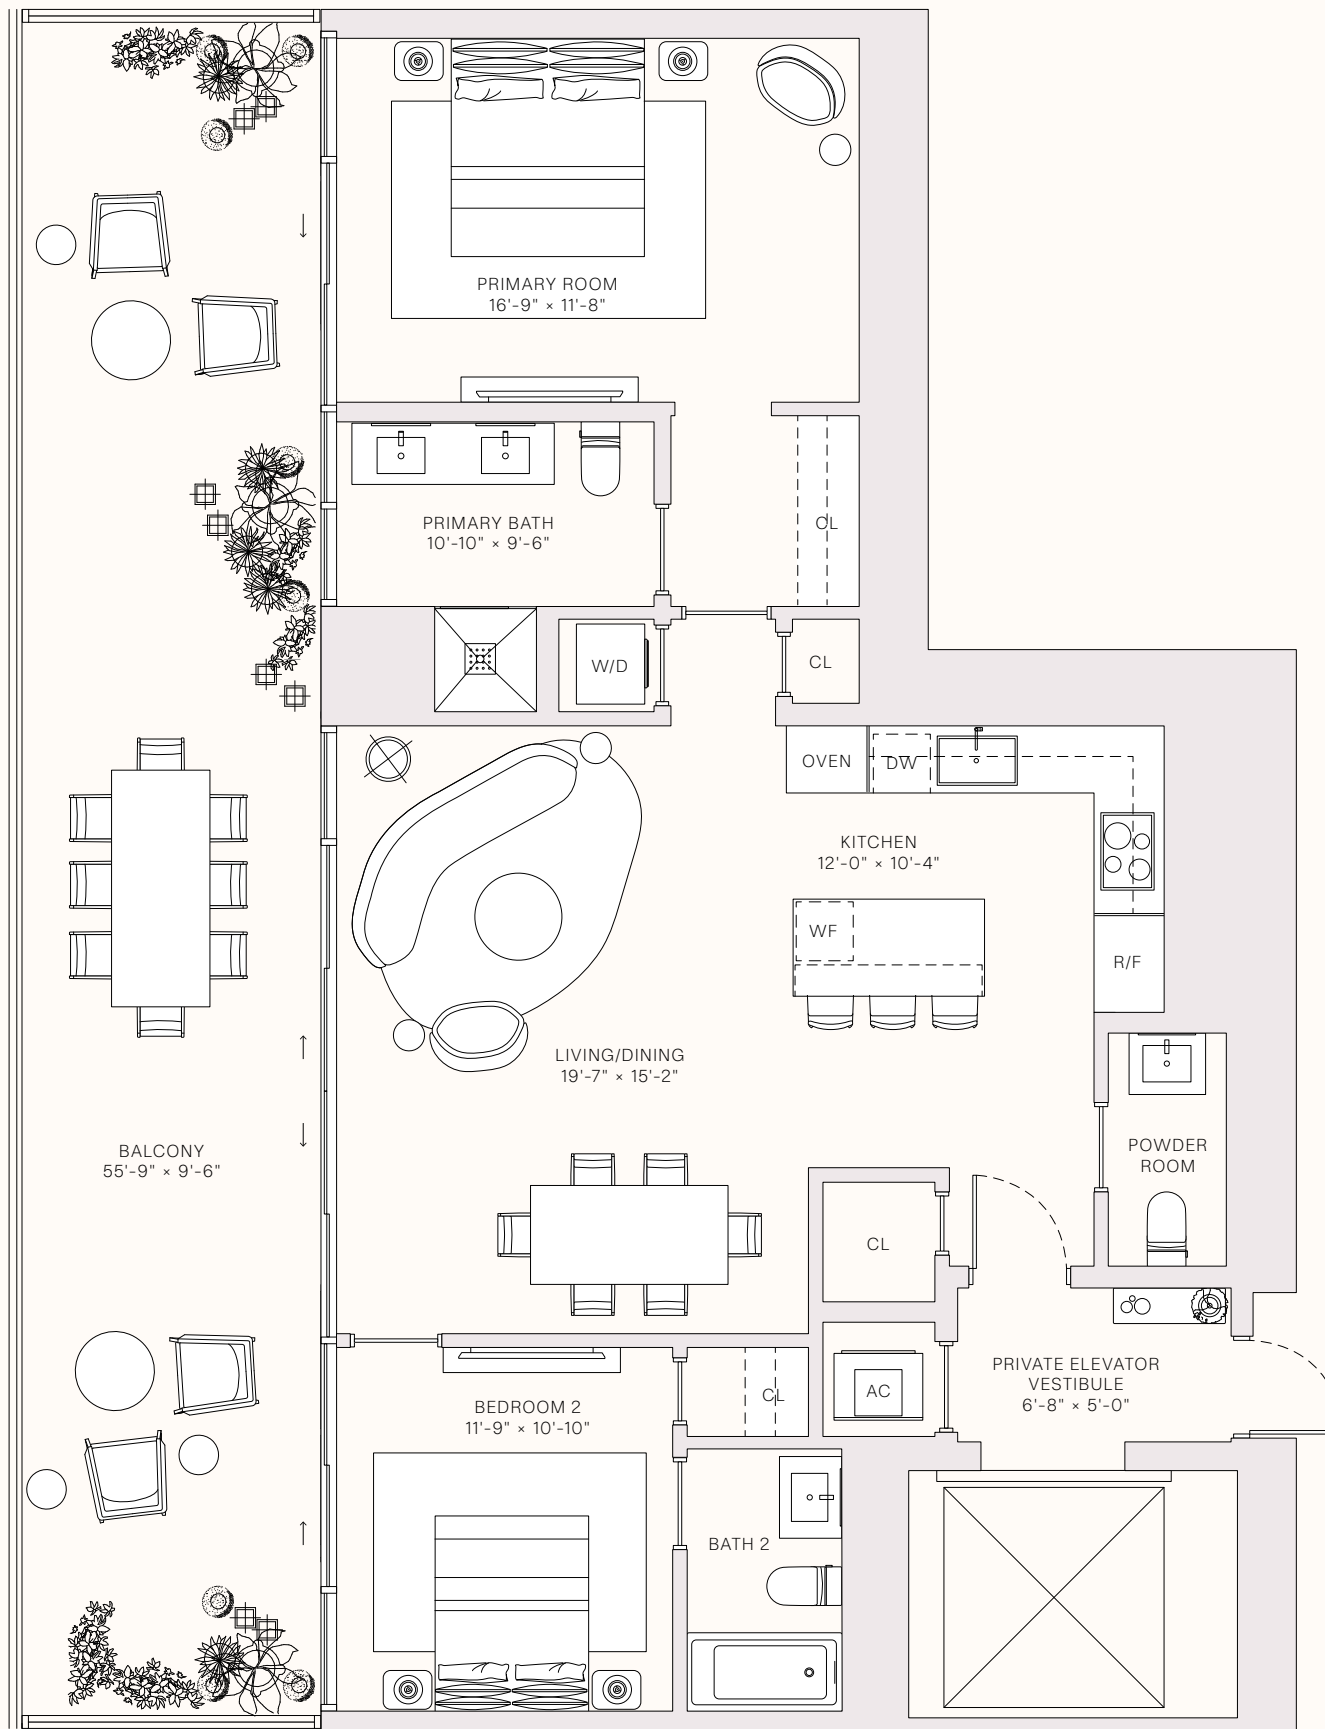 PRIMARY ROOM
16'-9" × 11'-8"
PRIMARY BATH
10'-10" × 9'-6"
CL
W/D
CL
OVEN
DW
KITCHEN
12'-0" × 10'-4"
WF
R/F
LIVING/DINING
19'-7" × 15'-2"
BALCONY
55'-9" × 9'-6"
POWDER
ROOM
CL
PRIVATE ELEVATOR
VESTIBULE
6'-8" × 5'-0"
AC
CL
BEDROOM 2
11'-9" × 10'-10"
BATH 2